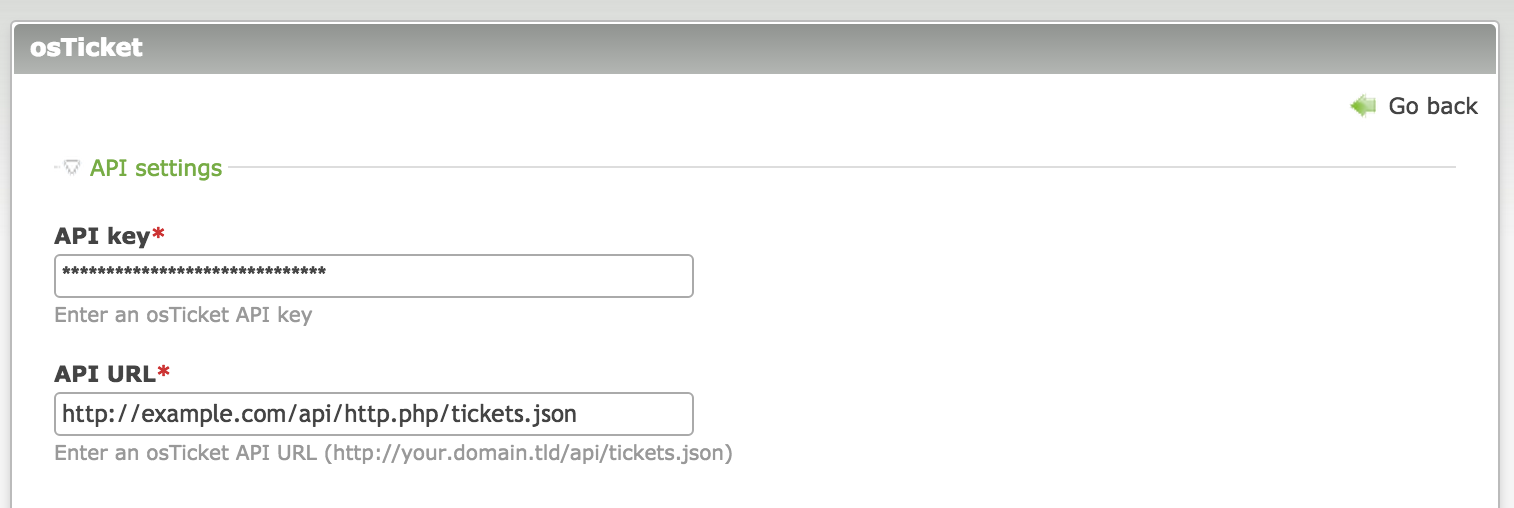 osTicket
Go back
API settings
API key*
******************************
Enter an osTicket API key
API URL*
http://example.com/api/http.php/tickets.json
Enter an osTicket API URL (http://your.domain.tld/api/tickets.json)